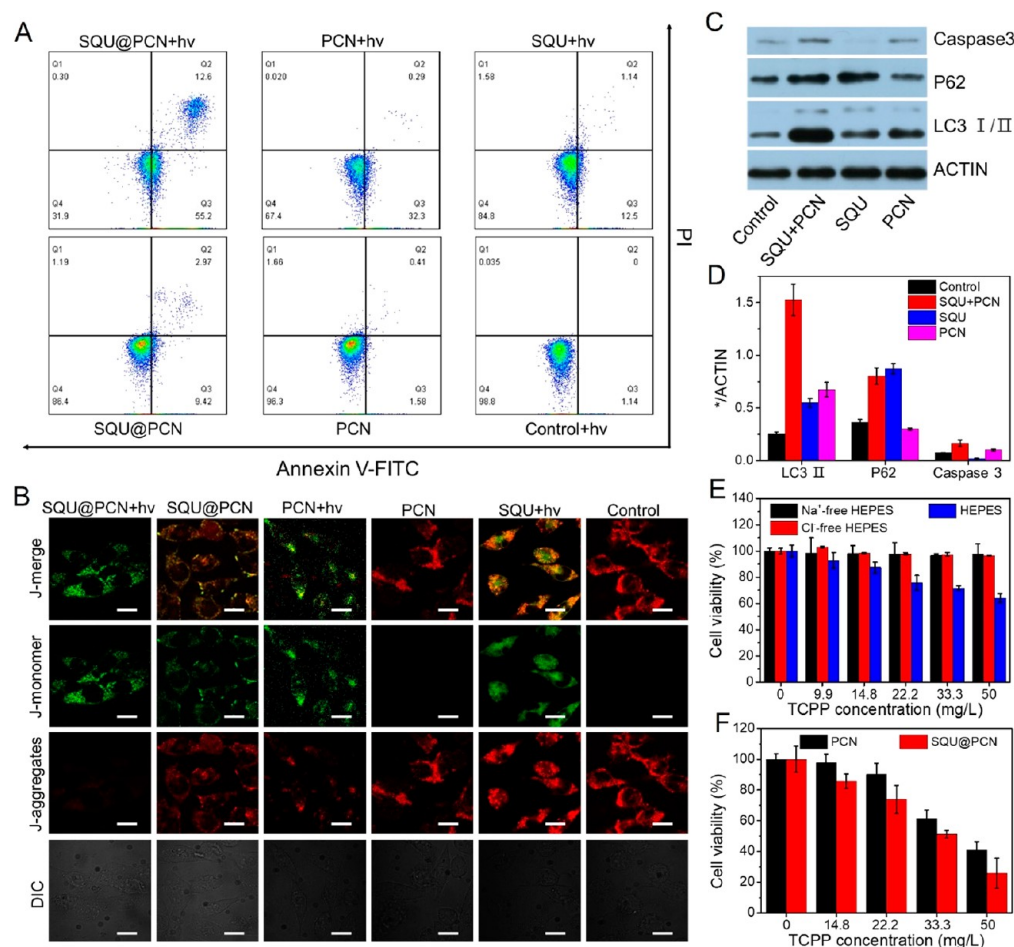 A
SQU@PCN+hv
PCN+hv
SQU+hv
Q1
0.30
Q2
12.6
Q4
31.9
Q3
55.2
Q1
0.020
Q2
0.29
Q4
67.4
Q3
32.3
Q1
1.58
Q2
1.14
Q4
84.8
Q3
12.5
Q1
1.19
Q2
2.97
Q4
86.4
Q3
9.42
Q1
1.66
Q2
0.41
Q4
96.3
Q3
1.58
Q1
0.035
Q2
0
Q4
98.8
Q3
1.14
SQU@PCN
PCN
Control+hv
PI
Annexin V-FITC
B
SQU@PCN+hv
SQU@PCN
PCN+hv
PCN
SQU+hv
Control
J-merge
J-monomer
J-aggregates
DIC
C
Caspase3
P62
LC3 Ⅰ/Ⅱ
ACTIN
Control
SQU+PCN
SQU
PCN
D
Control
SQU+PCN
SQU
PCN
*/ACTIN
1.5
1.0
0.5
0.0
LC3 Ⅱ
P62
Caspase 3
E
Na⁺-free HEPES
HEPES
Cl⁻-free HEPES
Cell viability (%)
140
120
100
80
60
40
20
0
0
9.9
14.8
22.2
33.3
50
TCPP concentration (mg/L)
F
PCN
SQU@PCN
Cell viability (%)
120
100
80
60
40
20
0
0
14.8
22.2
33.3
50
TCPP concentration (mg/L)